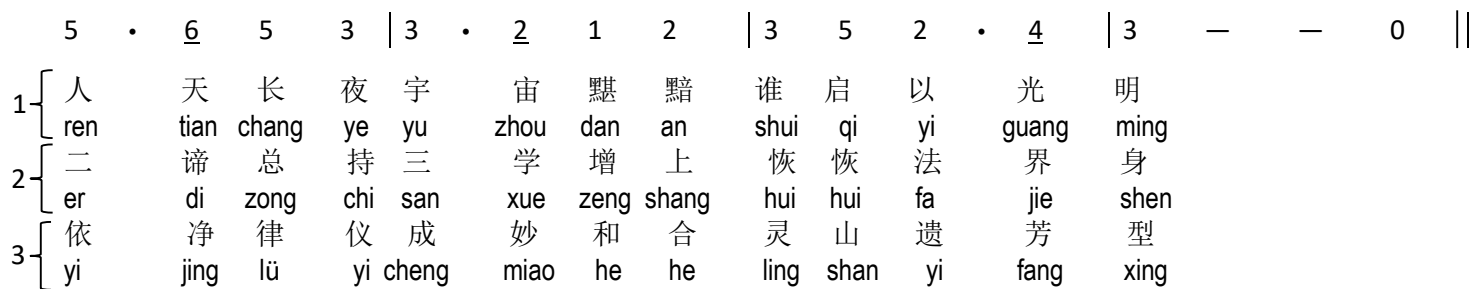 5 · 6 5 3 | 3 · 2 1 2 | 3 5 2 · 4 | 3 — — 0 ||
1 人 天 长 夜 宇 宙 黮 黯 谁 启 以 光 明
ren tian chang ye yu zhou dan an shui qi yi guang ming
2 二 谛 总 持 三 学 增 上 恢 恢 法 界 身
er di zong chi san xue zeng shang hui hui fa jie shen
3 依 净 律 仪 成 妙 和 合 灵 山 遗 芳 型
yi jing lü yi cheng miao he he ling shan yi fang xing